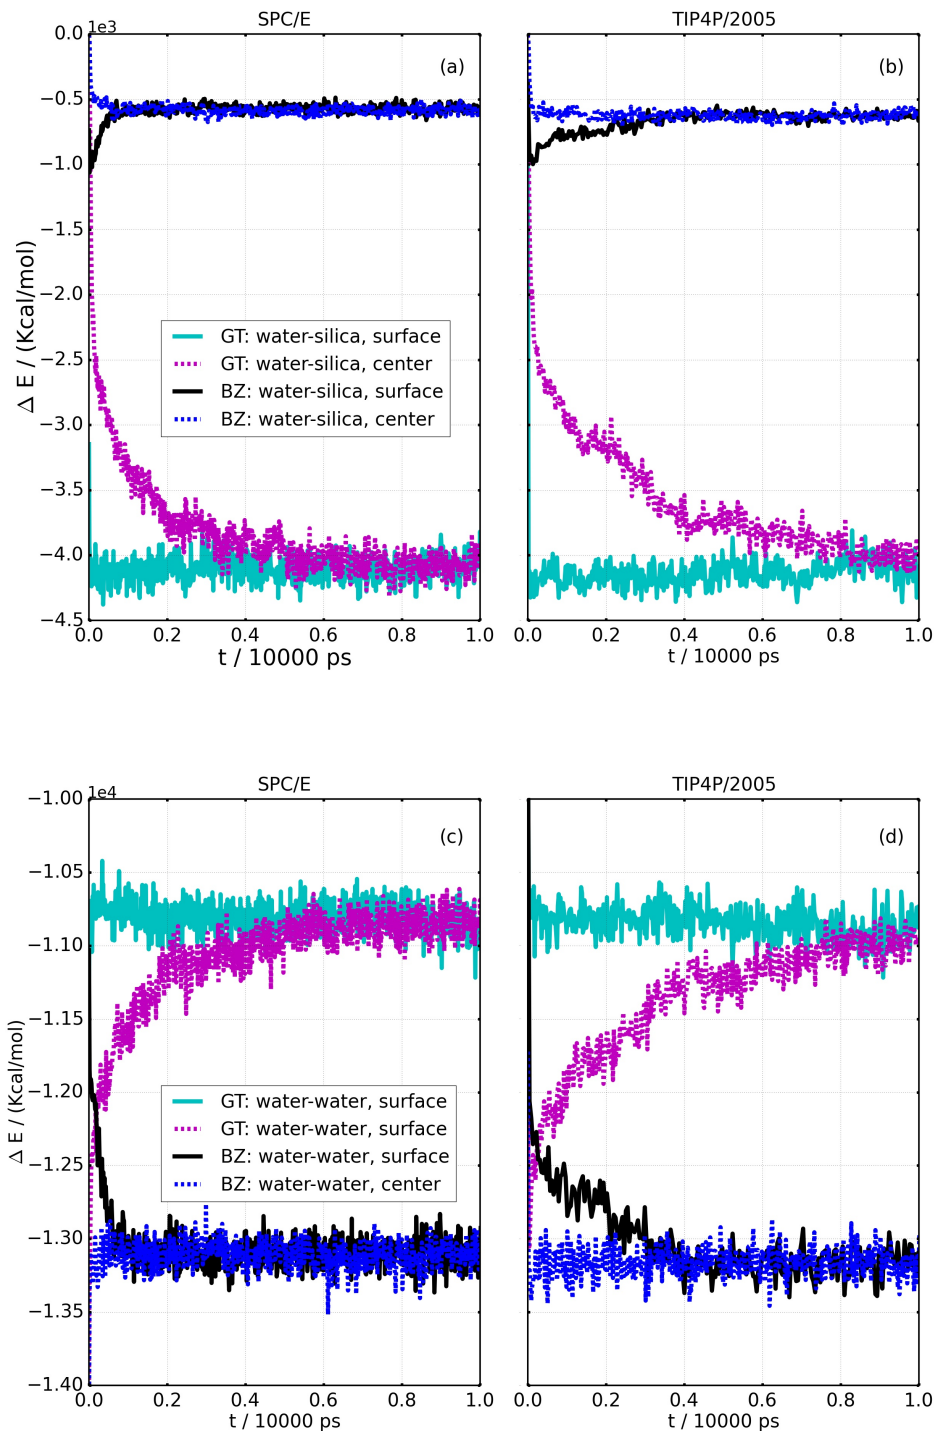 SPC/E
TIP4P/2005
1e3
(a)
(b)
0.0
−0.5
−1.0
−1.5
−2.0
−2.5
−3.0
−3.5
−4.0
−4.5
Δ E / (Kcal/mol)
GT: water-silica, surface
GT: water-silica, center
BZ: water-silica, surface
BZ: water-silica, center
0.0 0.2 0.4 0.6 0.8 1.0
0.0 0.2 0.4 0.6 0.8 1.0
t / 10000 ps
t / 10000 ps
SPC/E
TIP4P/2005
1e4
(c)
(d)
−1.00
−1.05
−1.10
−1.15
−1.20
−1.25
−1.30
−1.35
−1.40
Δ E / (Kcal/mol)
GT: water-water, surface
GT: water-water, surface
BZ: water-water, surface
BZ: water-water, center
0.0 0.2 0.4 0.6 0.8 1.0
0.0 0.2 0.4 0.6 0.8 1.0
t / 10000 ps
t / 10000 ps